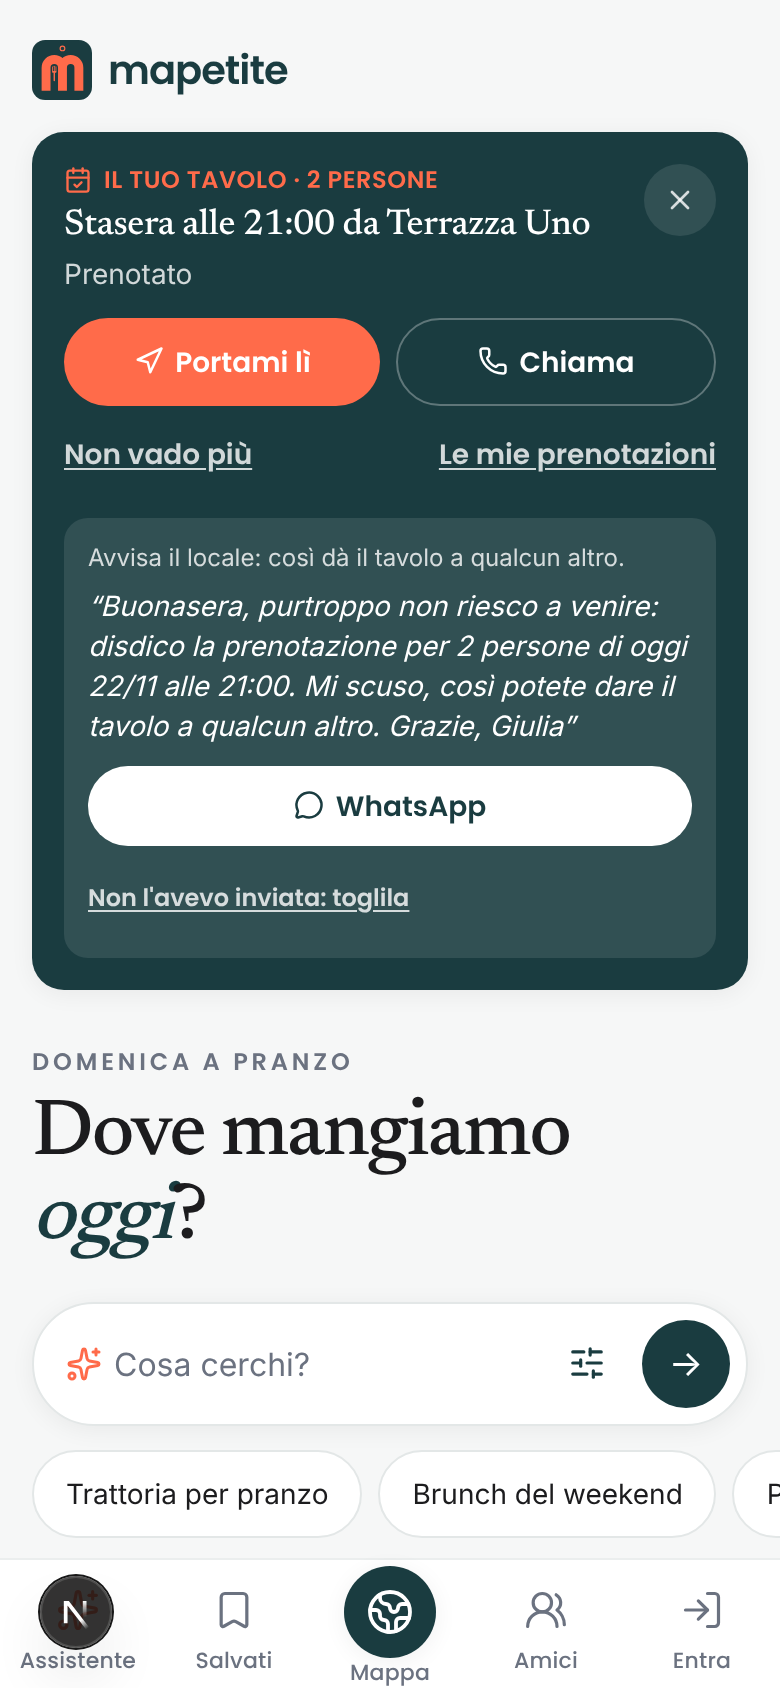 mapetite
IL TUO TAVOLO · 2 PERSONE
Stasera alle 21:00 da Terrazza Uno
Prenotato
Portami lì
Chiama
Non vado più
Le mie prenotazioni
Avvisa il locale: così dà il tavolo a qualcun altro.
“Buonasera, purtroppo non riesco a venire:
disdico la prenotazione per 2 persone di oggi
22/11 alle 21:00. Mi scuso, così potete dare il
tavolo a qualcun altro. Grazie, Giulia”
WhatsApp
Non l'avevo inviata: toglila
DOMENICA A PRANZO
Dove mangiamo
oggi?
Cosa cerchi?
Trattoria per pranzo
Brunch del weekend
P
N
Assistente
Salvati
Mappa
Amici
Entra